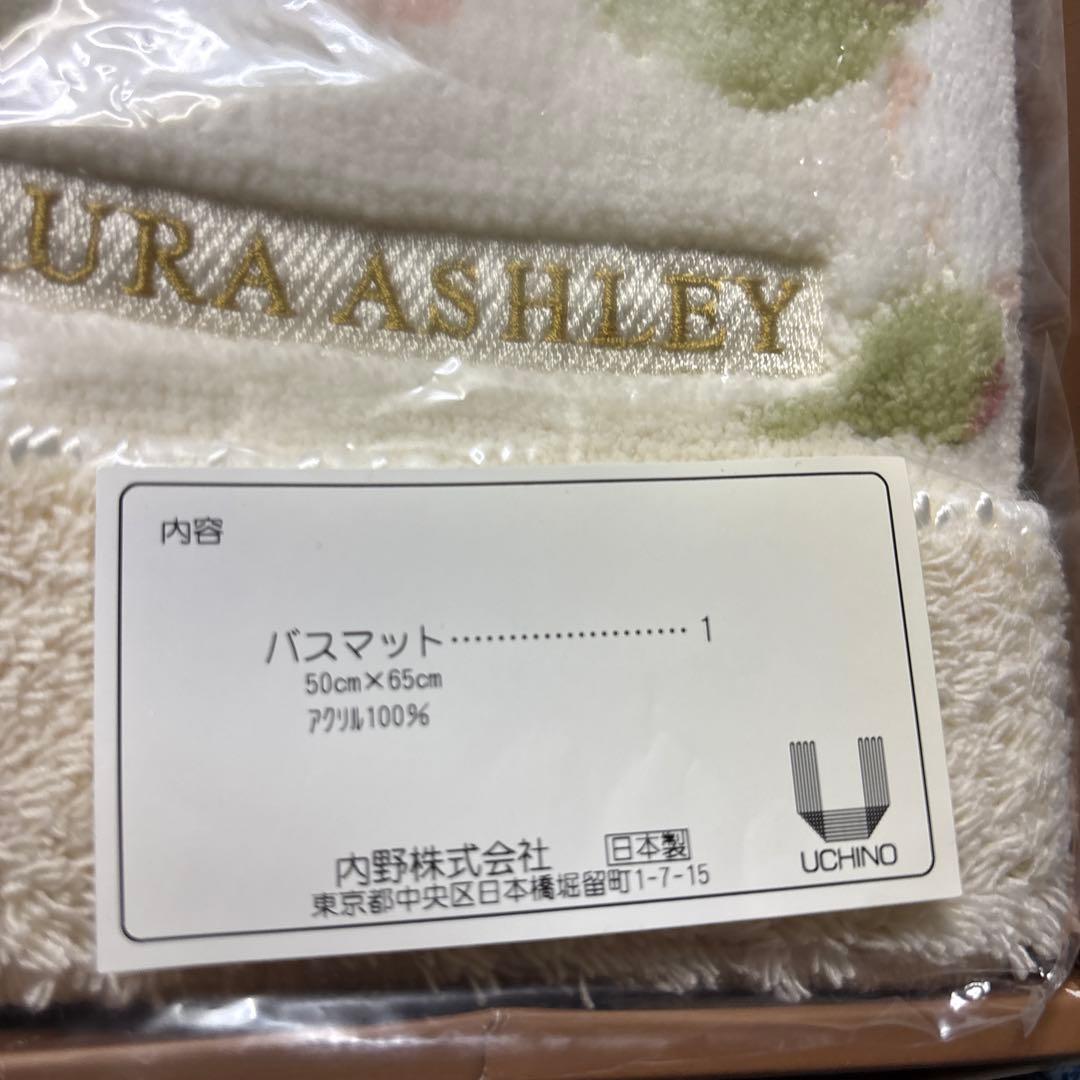 URA ASHLEY
内容
バスマット…………………1
50cm×65cm
アクリル100%
内野株式会社 日本製
東京都中央区日本橋堀留町1-7-15
UCHINO